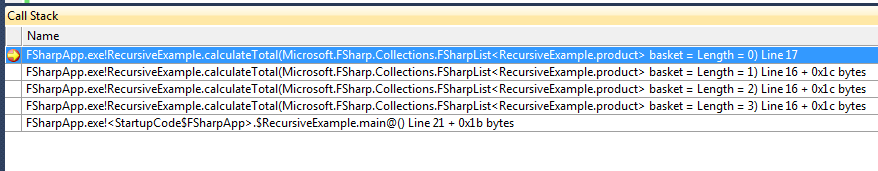 Call Stack
Name
FSharpApp.exe!RecursiveExample.calculateTotal(Microsoft.FSharp.Collections.FSharpList<RecursiveExample.product> basket = Length = 0) Line 17
FSharpApp.exe!RecursiveExample.calculateTotal(Microsoft.FSharp.Collections.FSharpList<RecursiveExample.product> basket = Length = 1) Line 16 + 0x1c bytes
FSharpApp.exe!RecursiveExample.calculateTotal(Microsoft.FSharp.Collections.FSharpList<RecursiveExample.product> basket = Length = 2) Line 16 + 0x1c bytes
FSharpApp.exe!RecursiveExample.calculateTotal(Microsoft.FSharp.Collections.FSharpList<RecursiveExample.product> basket = Length = 3) Line 16 + 0x1c bytes
FSharpApp.exe!<StartupCode$FSharpApp>.$RecursiveExample.main@() Line 21 + 0x1b bytes